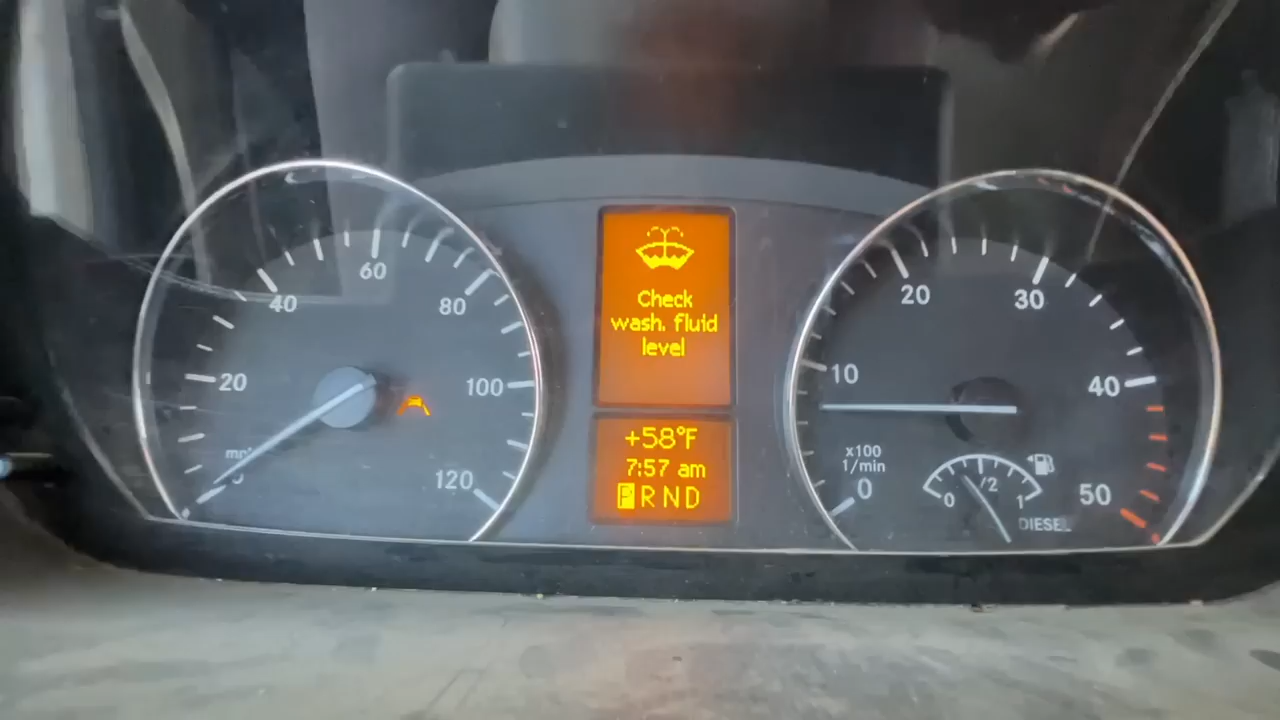 60
40
80
20
100
120
0
Check
wash. fluid
level
+58°F
7:57 am
P R N D
20
30
10
40
x100
1/min
0
50
0
1/2
1
DIESEL